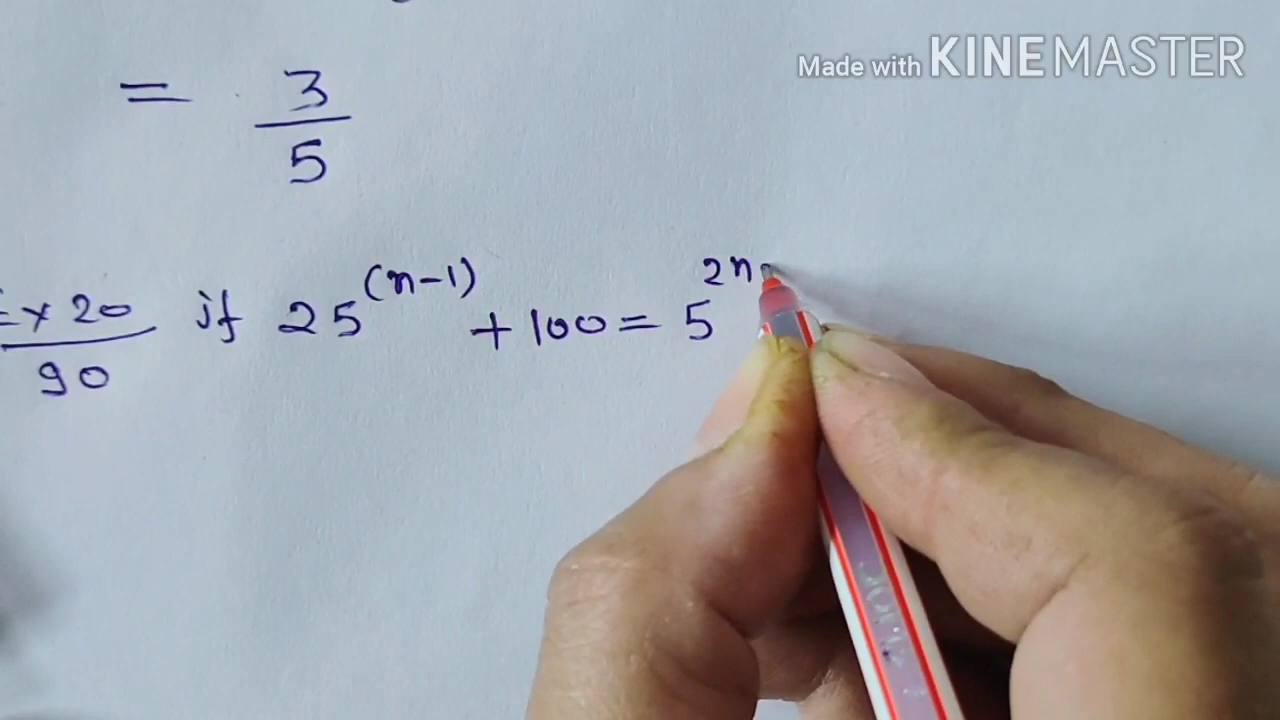 Made with KINEMASTER
= 3
5
× 20
90
if 25^(n-1) + 100 = 5^2n